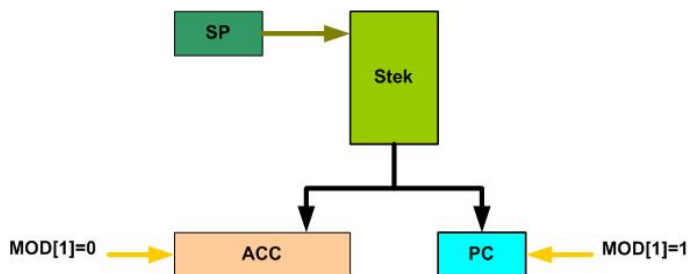 SP
Stek
MOD[1]=0
ACC
PC
MOD[1]=1